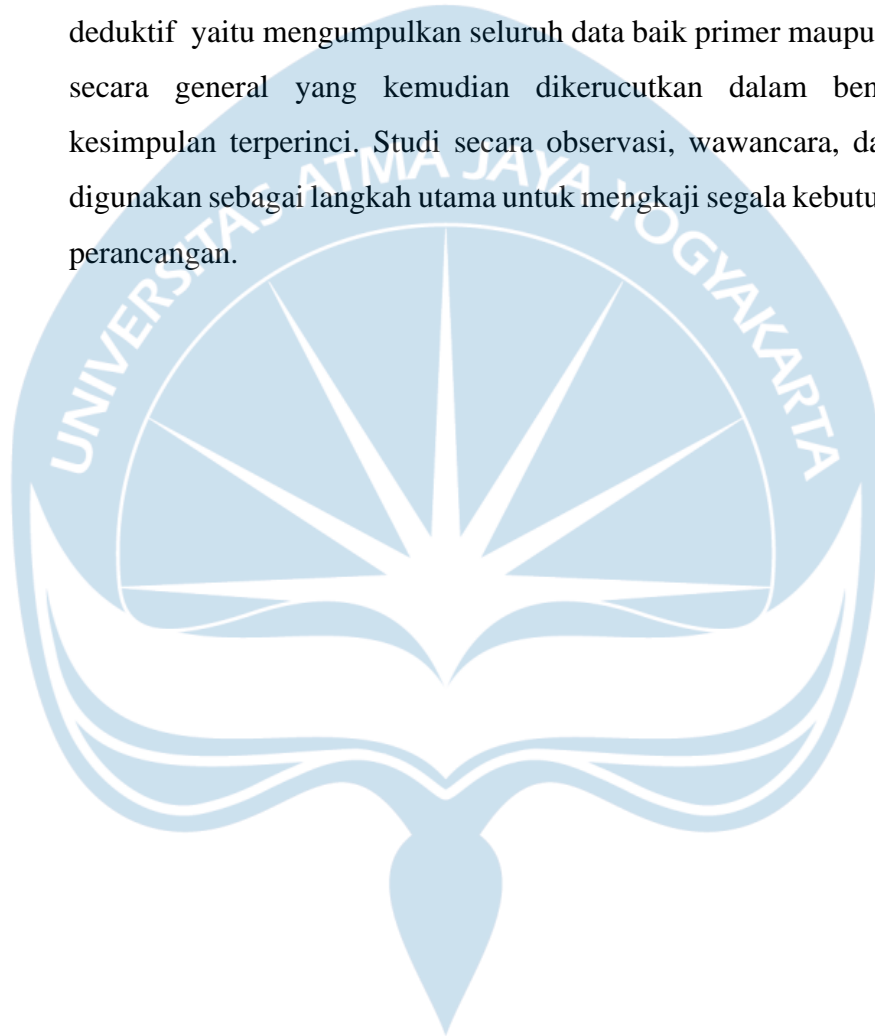 deduktif yaitu mengumpulkan seluruh data baik primer maupu
secara general yang kemudian dikerucutkan dalam ben
kesimpulan terperinci. Studi secara observasi, wawancara, da
digunakan sebagai langkah utama untuk mengkaji segala kebutu
perancangan.
UNIVERSITAS ATMA JAYA YOGYAKARTA